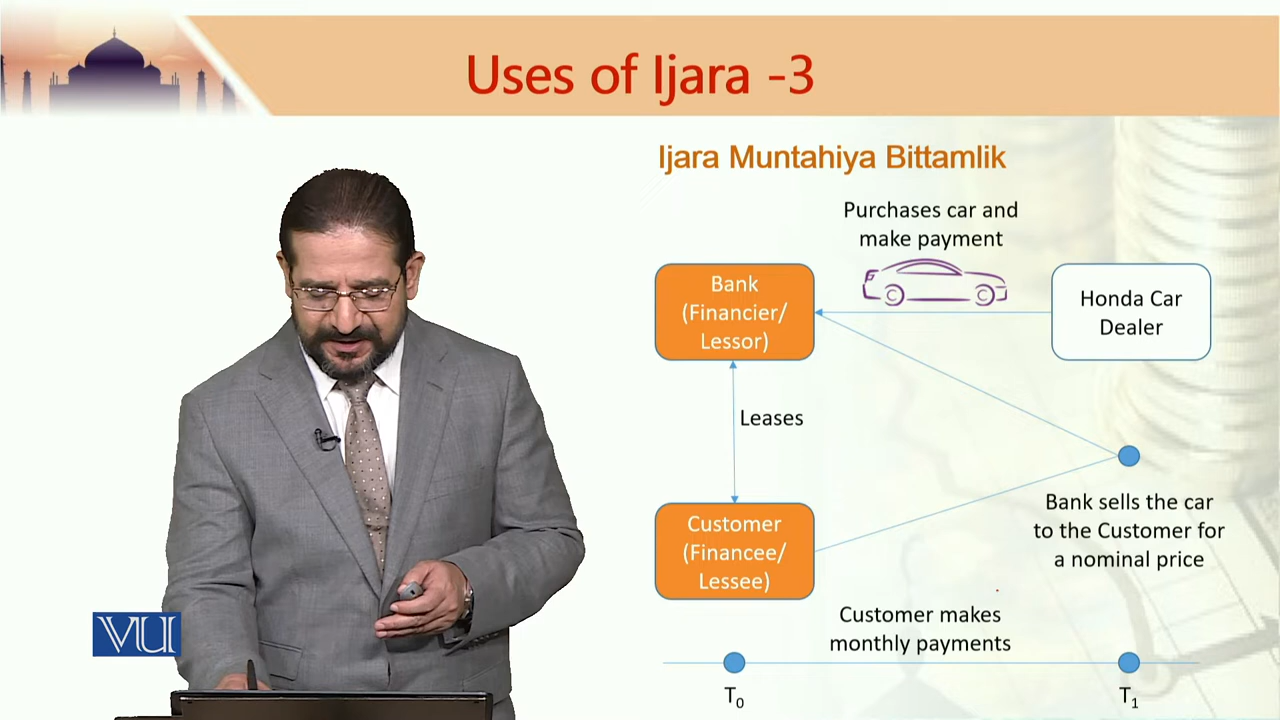 Uses of Ijara -3
Ijara Muntahiya Bittamlik
Purchases car and
make payment
Bank
(Financier/
Lessor)
Honda Car
Dealer
Leases
Customer
(Financee/
Lessee)
Bank sells the car
to the Customer for
a nominal price
Customer makes
monthly payments
T₀
T₁
VU